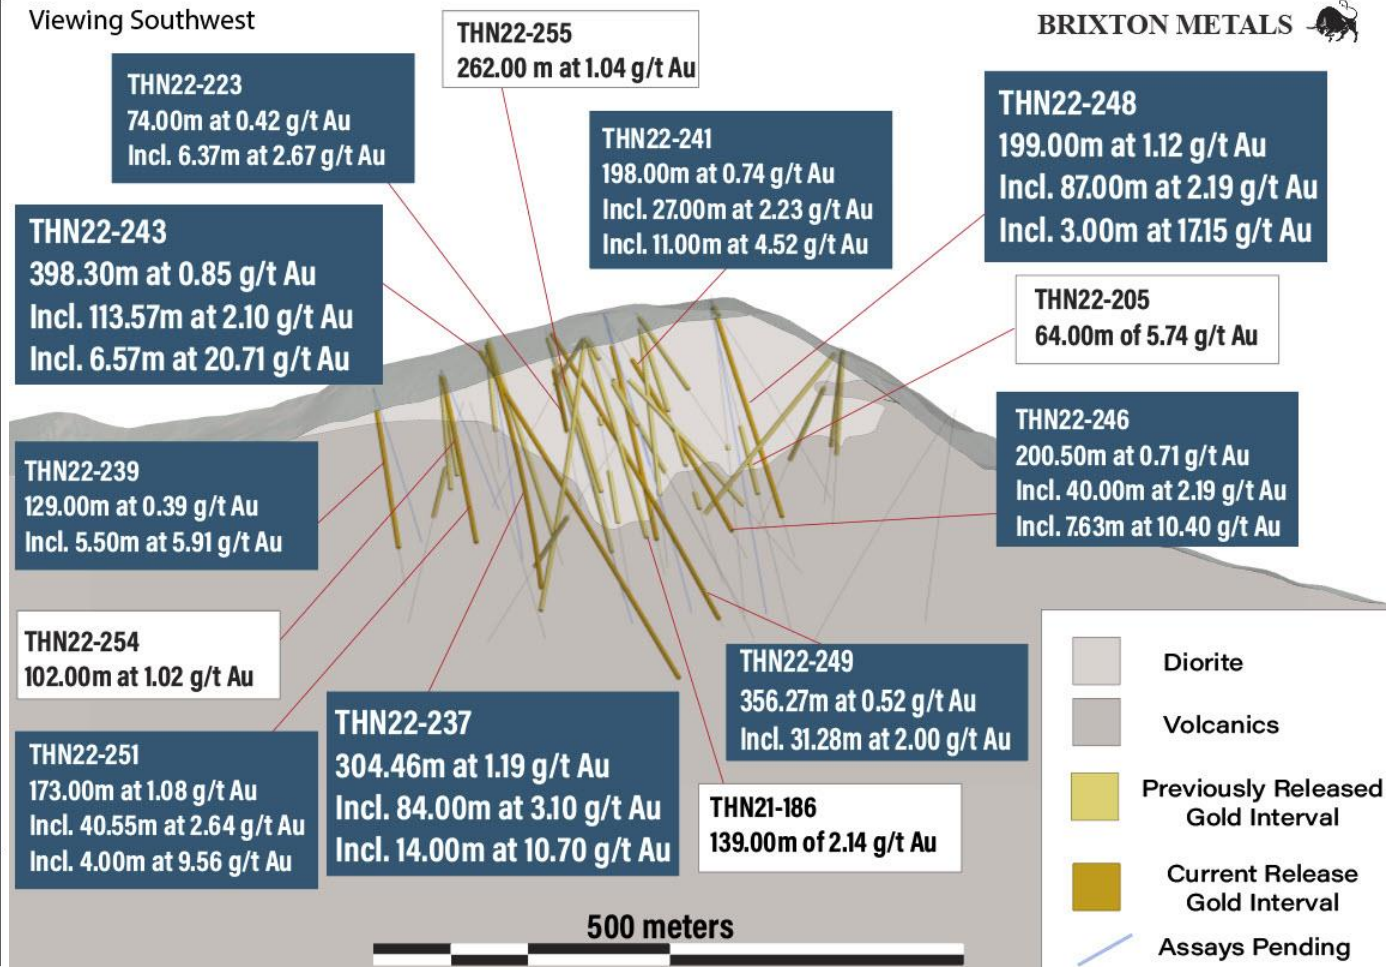 Viewing Southwest
BRIXTON METALS
THN22-255
262.00 m at 1.04 g/t Au
THN22-223
74.00m at 0.42 g/t Au
Incl. 6.37m at 2.67 g/t Au
THN22-241
198.00m at 0.74 g/t Au
Incl. 27.00m at 2.23 g/t Au
Incl. 11.00m at 4.52 g/t Au
THN22-248
199.00m at 1.12 g/t Au
Incl. 87.00m at 2.19 g/t Au
Incl. 3.00m at 17.15 g/t Au
THN22-243
398.30m at 0.85 g/t Au
Incl. 113.57m at 2.10 g/t Au
Incl. 6.57m at 20.71 g/t Au
THN22-205
64.00m of 5.74 g/t Au
THN22-246
200.50m at 0.71 g/t Au
Incl. 40.00m at 2.19 g/t Au
Incl. 7.63m at 10.40 g/t Au
THN22-239
129.00m at 0.39 g/t Au
Incl. 5.50m at 5.91 g/t Au
THN22-254
102.00m at 1.02 g/t Au
THN22-249
356.27m at 0.52 g/t Au
Incl. 31.28m at 2.00 g/t Au
THN22-237
304.46m at 1.19 g/t Au
Incl. 84.00m at 3.10 g/t Au
Incl. 14.00m at 10.70 g/t Au
THN22-251
173.00m at 1.08 g/t Au
Incl. 40.55m at 2.64 g/t Au
Incl. 4.00m at 9.56 g/t Au
THN21-186
139.00m of 2.14 g/t Au
500 meters
Diorite
Volcanics
Previously Released
Gold Interval
Current Release
Gold Interval
Assays Pending